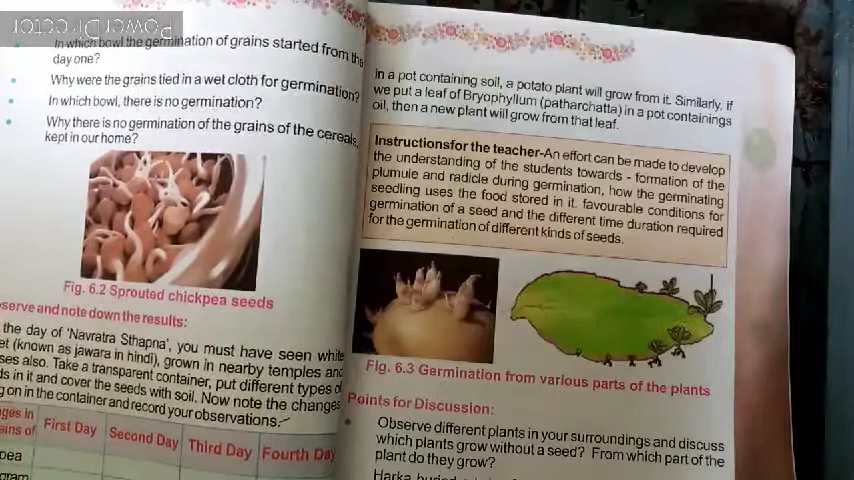 PowerDirector
In which bowl the germination of grains started from the
day one?
Why were the grains tied in a wet cloth for germination?
In which bowl, there is no germination?
Why there is no germination of the grains of the cereals,
kept in our home?
Fig. 6.2 Sprouted chickpea seeds
serve and note down the results:
the day of 'Navratra Sthapna', you must have seen white
et (known as jawara in hindi), grown in nearby temples and
ses also. Take a transparent container, put different types of
ds in it and cover the seeds with soil. Now note the changes
g on in the container and record your observations.
ges in
ains of
First Day
Second Day
Third Day
Fourth Day
pea
gram
In a pot containing soil, a potato plant will grow from it. Similarly, if
we put a leaf of Bryophyllum (patharchatta) in a pot containings
oil, then a new plant will grow from that leaf.
Instructionsfor the teacher-An effort can be made to develop
the understanding of the students towards - formation of the
plumule and radicle during germination, how the germinating
seedling uses the food stored in it. favourable conditions for
germination of a seed and the different time duration required
for the germination of different kinds of seeds.
Fig. 6.3 Germination from various parts of the plants
Points for Discussion:
Observe different plants in your surroundings and discuss
which plants grow without a seed? From which part of the
plant do they grow?
Harka buried